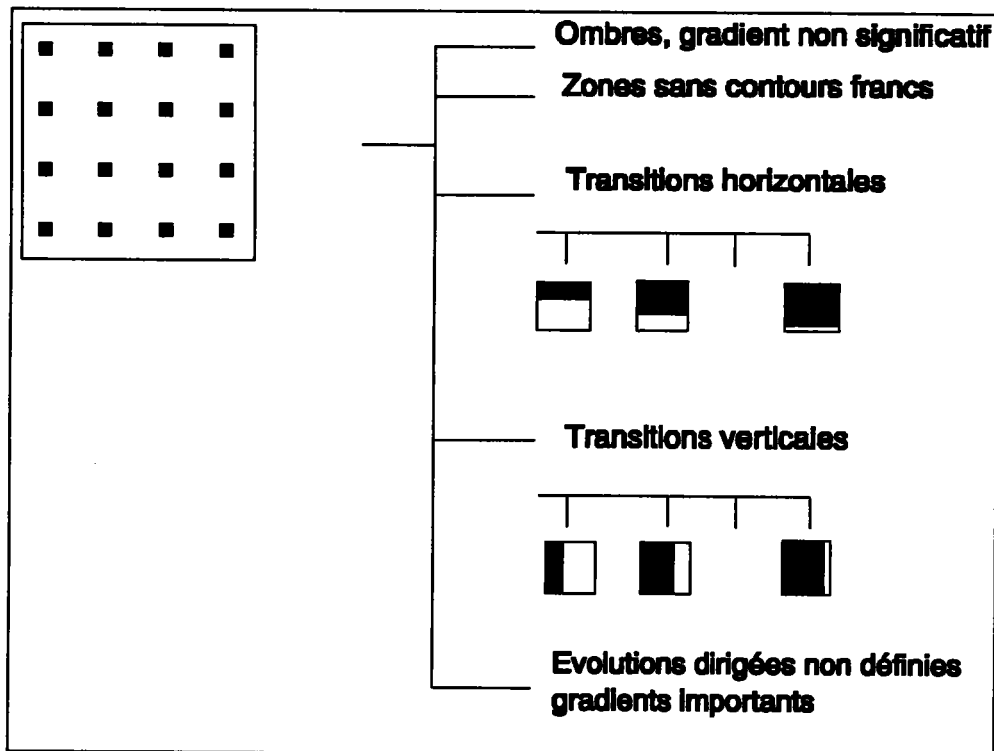 Ombres, gradient non significatif
Zones sans contours francs
Transitions horizontales
Transitions verticales
Evolutions dirigées non définies
gradients importants